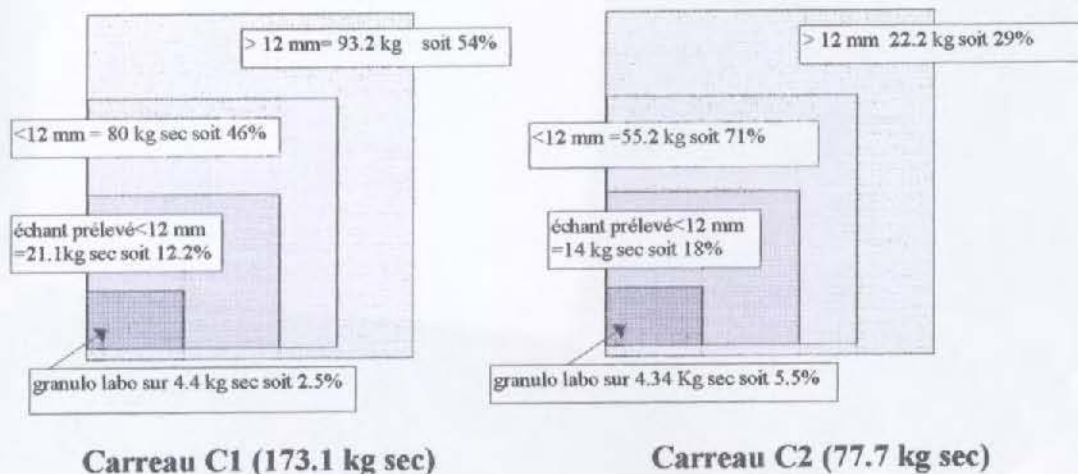 > 12 mm= 93.2 kg soit 54%
<12 mm = 80 kg sec soit 46%
échant prélevé<12 mm
=21.1kg sec soit 12.2%
granulo labo sur 4.4 kg sec soit 2.5%
Carreau C1 (173.1 kg sec)
> 12 mm 22.2 kg soit 29%
<12 mm =55.2 kg soit 71%
échant prélevé<12 mm
=14 kg sec soit 18%
granulo labo sur 4.34 Kg sec soit 5.5%
Carreau C2 (77.7 kg sec)